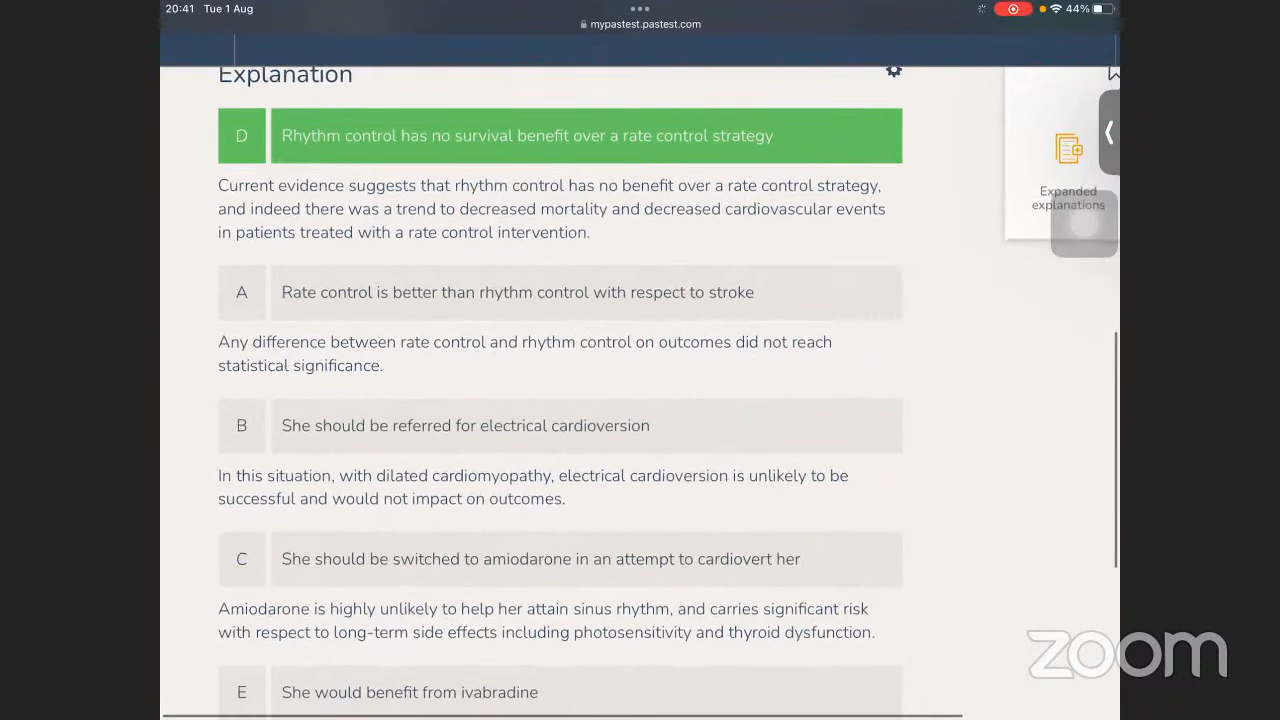 20:41 Tue 1 Aug
44%
mypastest.pastest.com
Explanation
D Rhythm control has no survival benefit over a rate control strategy
Current evidence suggests that rhythm control has no benefit over a rate control strategy,
and indeed there was a trend to decreased mortality and decreased cardiovascular events
in patients treated with a rate control intervention.
Expanded
explanations
A Rate control is better than rhythm control with respect to stroke
Any difference between rate control and rhythm control on outcomes did not reach
statistical significance.
B She should be referred for electrical cardioversion
In this situation, with dilated cardiomyopathy, electrical cardioversion is unlikely to be
successful and would not impact on outcomes.
C She should be switched to amiodarone in an attempt to cardiovert her
Amiodarone is highly unlikely to help her attain sinus rhythm, and carries significant risk
with respect to long-term side effects including photosensitivity and thyroid dysfunction.
E She would benefit from ivabradine
zoom